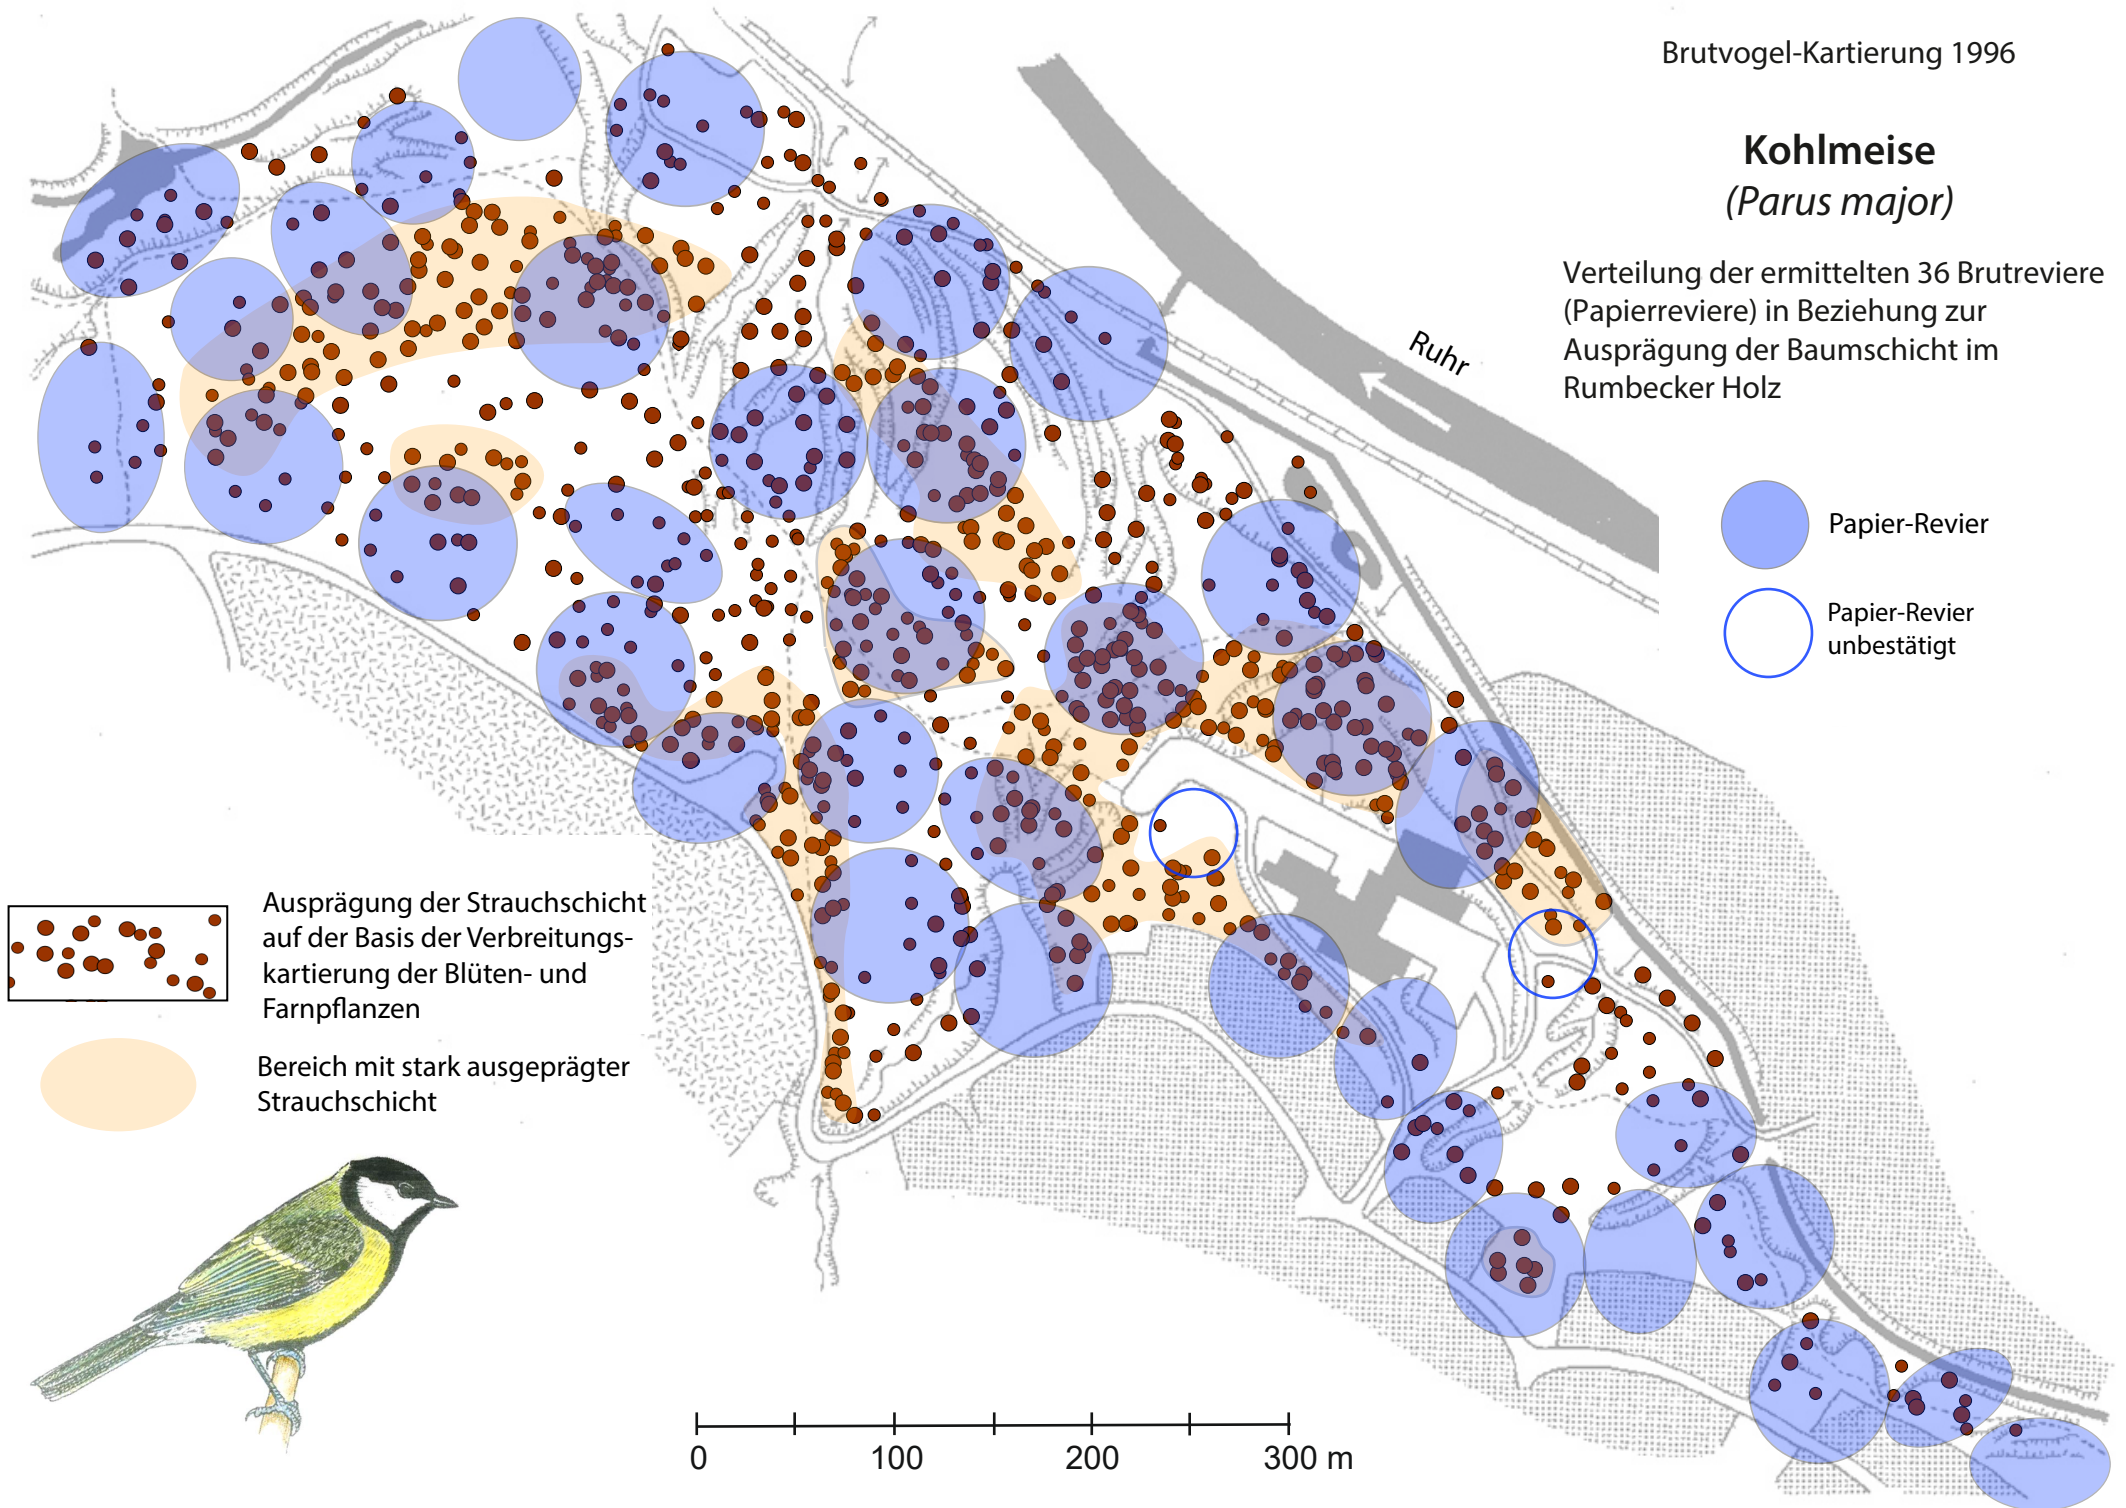 Brutvogel-Kartierung 1996
Kohlmeise
(Parus major)
Verteilung der ermittelten 36 Brutreviere
(Papierreviere) in Beziehung zur
Ausprägung der Baumschicht im
Rumbecker Holz
Ruhr
Papier-Revier
Papier-Revier
unbestätigt
Ausprägung der Strauchschicht
auf der Basis der Verbreitungs-
kartierung der Blüten- und
Farnpflanzen
Bereich mit stark ausgeprägter
Strauchschicht
0 100 200 300 m